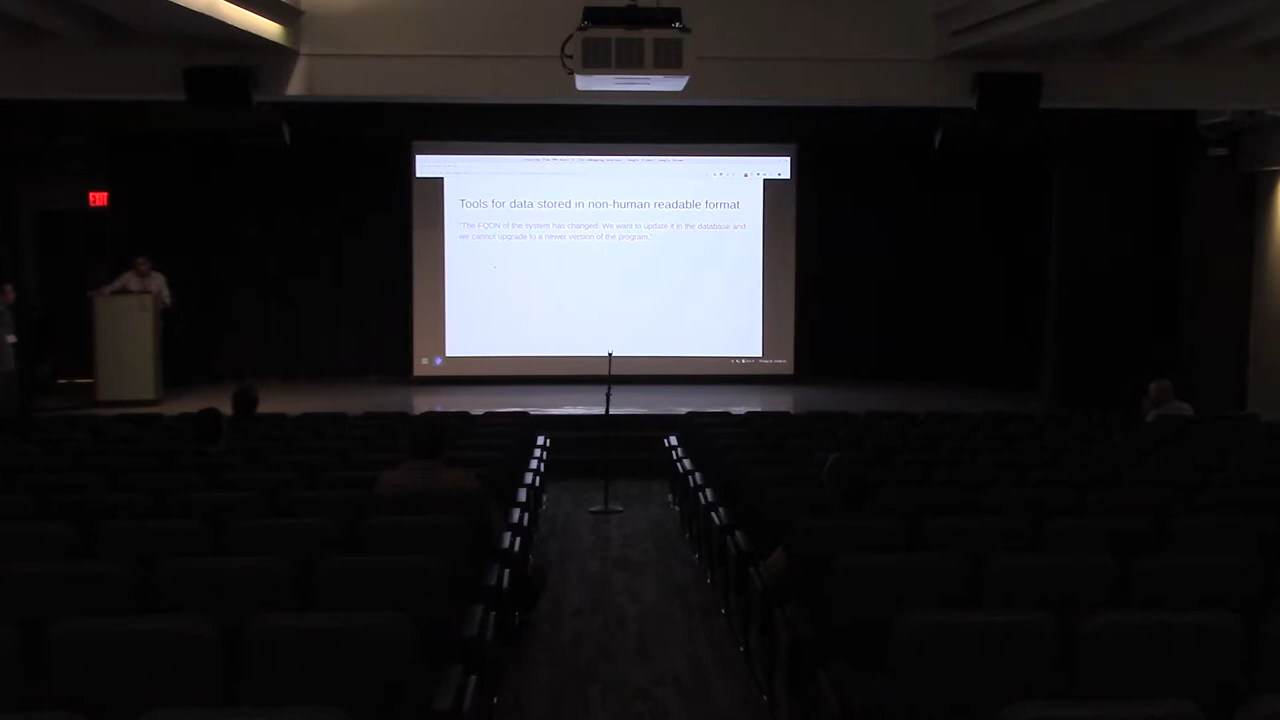 EXIT
Tools for data stored in non-human readable format
"The FQDN of the system has changed. We want to update it in the database and
we cannot upgrade to a newer version of the program."